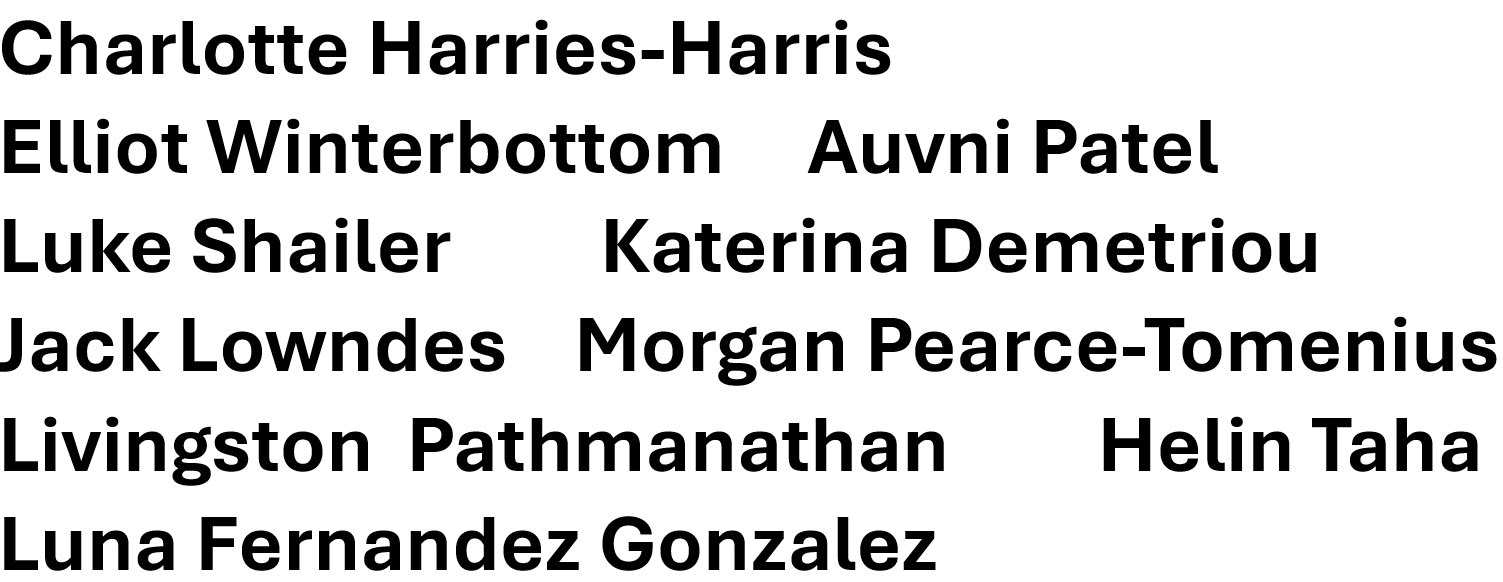 Charlotte Harries-Harris
Elliot Winterbottom Auvni Patel
Luke Shailer Katerina Demetriou
Jack Lowndes Morgan Pearce-Tomenius
Livingston Pathmanathan Helin Taha
Luna Fernandez Gonzalez